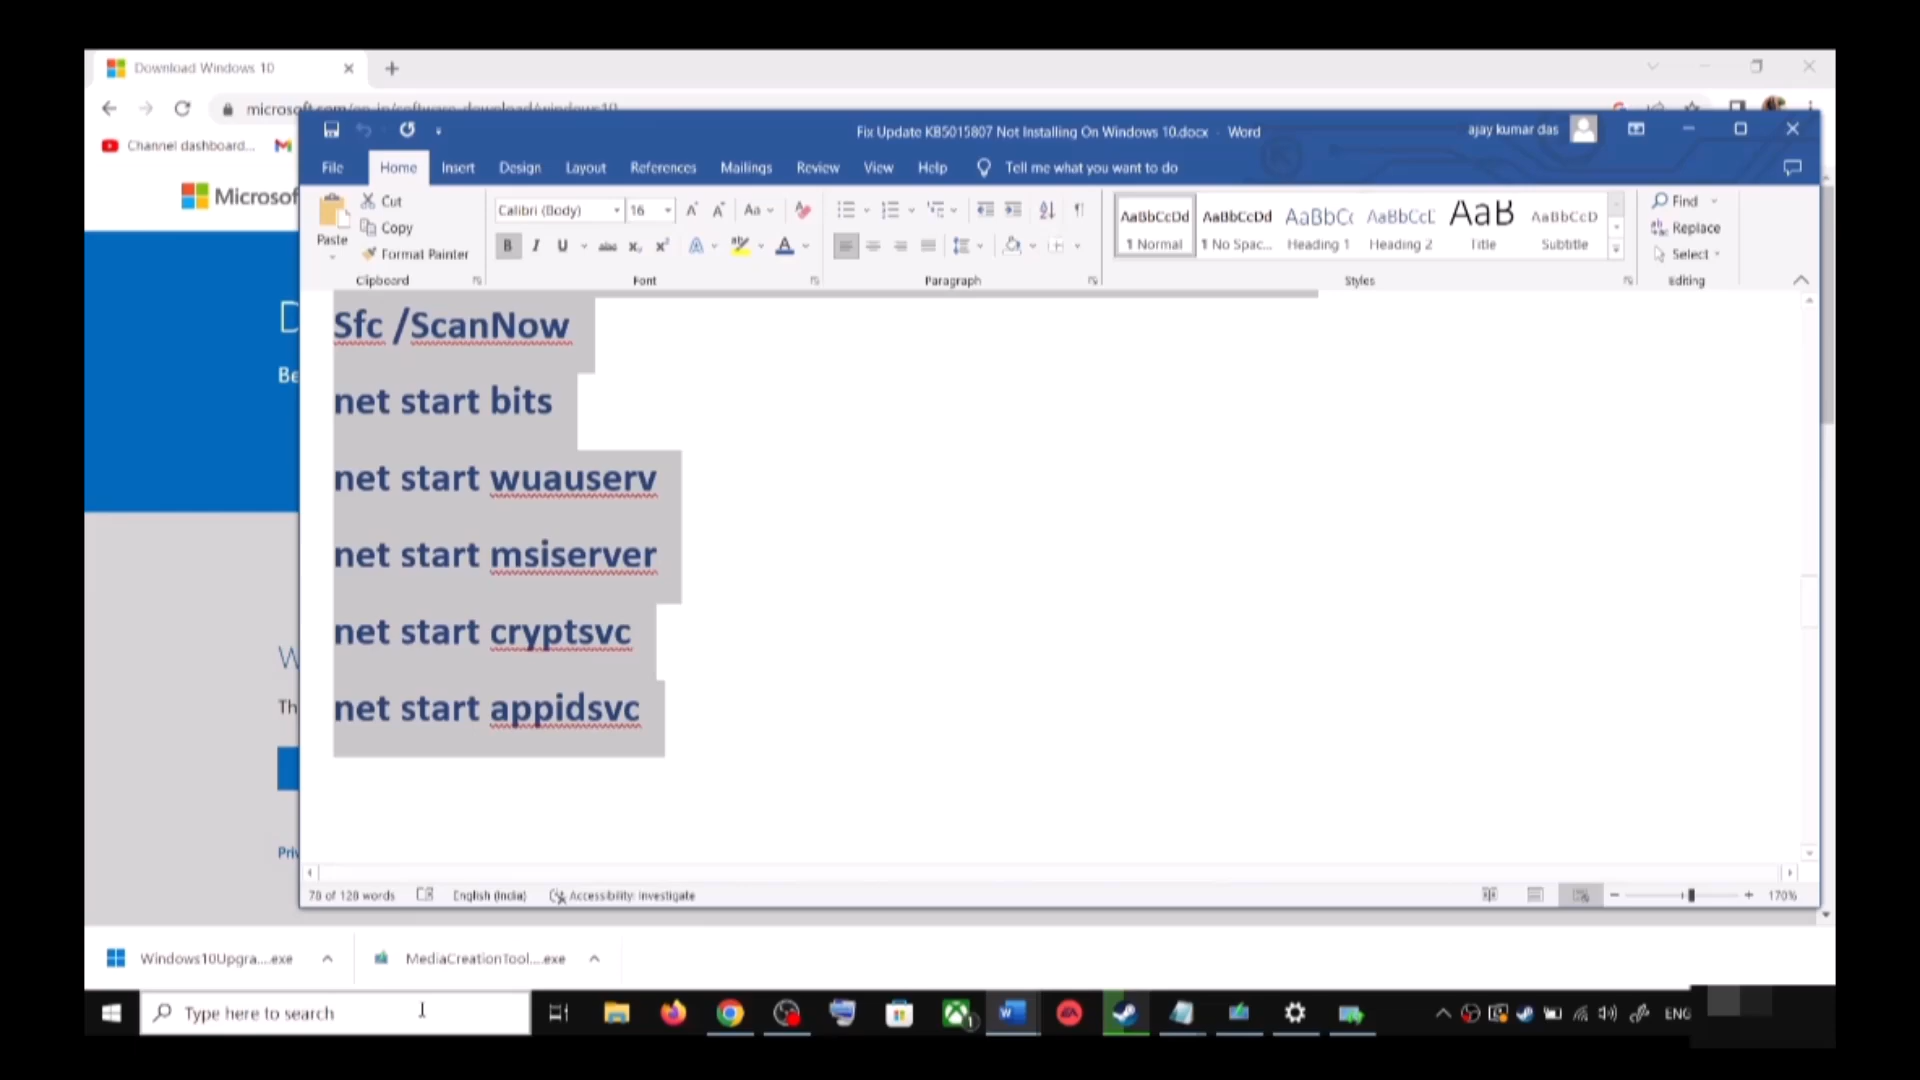 Download Windows 10
Channel dashboard...
Microsof
Be
Th
Fix Update KB5015807 Not Installing On Windows 10.docx - Word
ajay kumar das
File Home Insert Design Layout References Mailings Review View Help Tell me what you want to do
Paste
Cut
Copy
Format Painter
Clipboard
Calibri (Body) 16
Font
Paragraph
AaBbCcDd AaBbCcDd AaBbC AaBbCcL AaB AaBbCcD
1 Normal 1 No Spac... Heading 1 Heading 2 Title Subtitle
Styles
Find
Replace
Select
Editing
Sfc /ScanNow
net start bits
net start wuauserv
net start msiserver
net start cryptsvc
net start appidsvc
78 of 128 words English (India) Accessibility: Investigate 170%
Windows10Upgra....exe MediaCreationTool....exe
Type here to search
ENG